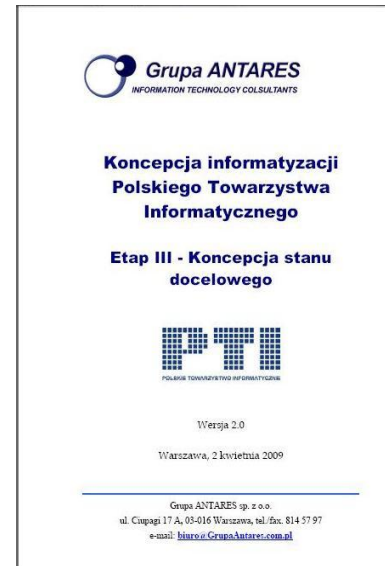 Grupa ANTARES
INFORMATION TECHNOLOGY COLSULTANTS
Koncepcja informatyzacji
Polskiego Towarzystwa
Informatycznego
Etap III - Koncepcja stanu
docelowego
PTI
POLSKIE TOWARZYSTWO INFORMATYCZNE
Wersja 2.0
Warszawa, 2 kwietnia 2009
Grupa ANTARES sp. z o.o.
ul. Ciupagi 17 A, 03-016 Warszawa, tel./fax. 814 57 97
e-mail: biuro@GrupaAntares.com.pl